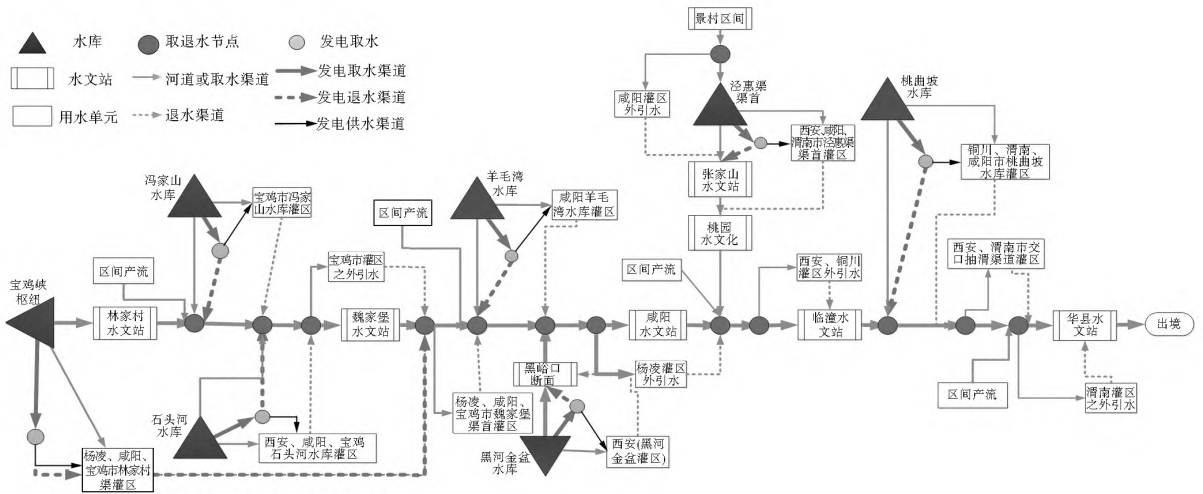 水库
取退水节点
发电取水
水文站
河道或取水渠道
发电取水渠道
发电退水渠道
用水单元
退水渠道
发电供水渠道
景村区间
咸阳灌区
外引水
泾惠渠
渠首
西安、咸阳、
渭南市泾惠渠
渠首灌区
桃曲坡
水库
铜川、渭南、
咸阳市桃曲坡
水库灌区
张家山
水文站
桃园
水文化
冯家山
水库
宝鸡市冯家
山水库灌区
羊毛湾
水库
咸阳羊毛
湾水库灌区
区间产流
宝鸡市灌区
之外引水
区间产流
宝鸡峡
枢纽
林家村
水文站
魏家堡
水文站
咸阳
水文站
区间产流
西安、铜川
灌区外引水
临潼水
文站
西安、渭南市交
口抽渭渠道灌区
华县水
文站
出境
黑峪口
断面
杨凌灌区
外引水
区间产流
渭南灌区
之外引水
石头河
水库
西安、咸阳、宝鸡
石头河水库灌区
杨凌、咸阳、
宝鸡市魏家堡
渠首灌区
黑河金盆
水库
西安(黑河
金盆灌区)
杨凌、咸阳、
宝鸡市林家村
渠灌区